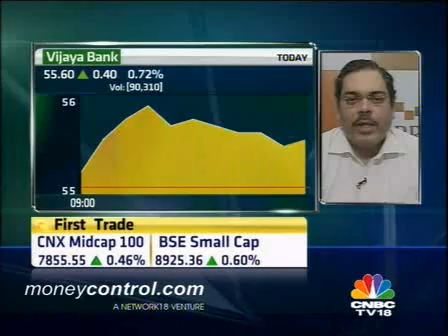 Vijaya Bank TODAY
55.60 ▲ 0.40 0.72%
Vol: [90,310]
56
55
09:00
First Trade
CNX Midcap 100 BSE Small Cap
7855.55 ▲ 0.46% 8925.36 ▲ 0.60%
moneycontrol.com
A NETWORK18 VENTURE
CNBC
TV18